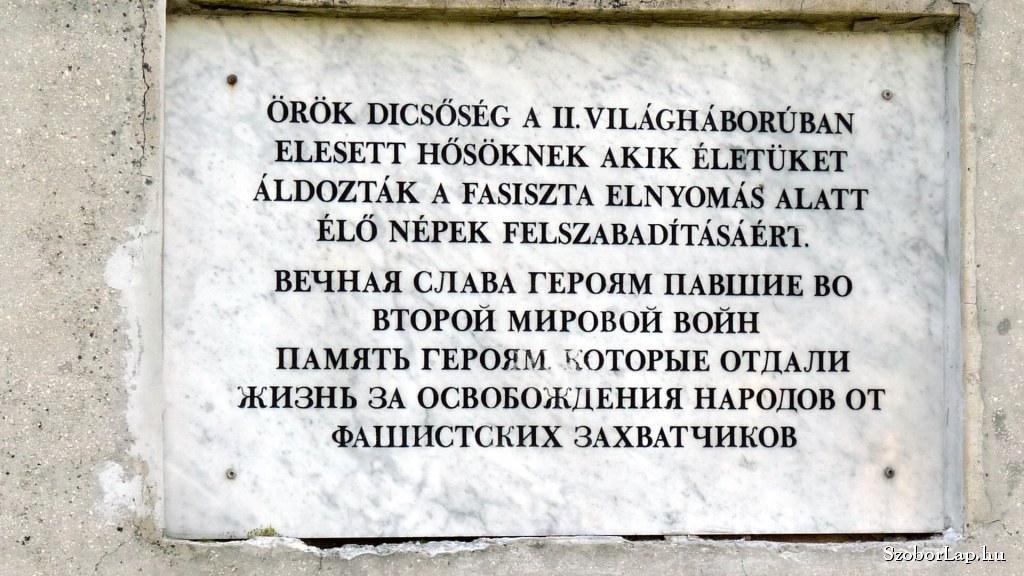 ÖRÖK DICSŐSÉG A II. VILÁGHÁBORÚBAN
ELESETT HŐSÖKNEK AKIK ÉLETÜKET
ÁLDOZTÁK A FASISZTA ELNYOMÁS ALATT
ÉLŐ NÉPEK FELSZABADÍTÁSÁÉRT.
ВЕЧНАЯ СЛАВА ГЕРОЯМ ПАВШИЕ ВО
ВТОРОЙ МИРОВОЙ ВОЙН
ПАМЯТЬ ГЕРОЯМ. КОТОРЫЕ ОТДАЛИ
ЖИЗНЬ ЗА ОСВОБОЖДЕНИЯ НАРОДОВ ОТ
ФАШИСТСКИХ ЗАХВАТЧИКОВ
SzoborLap.hu